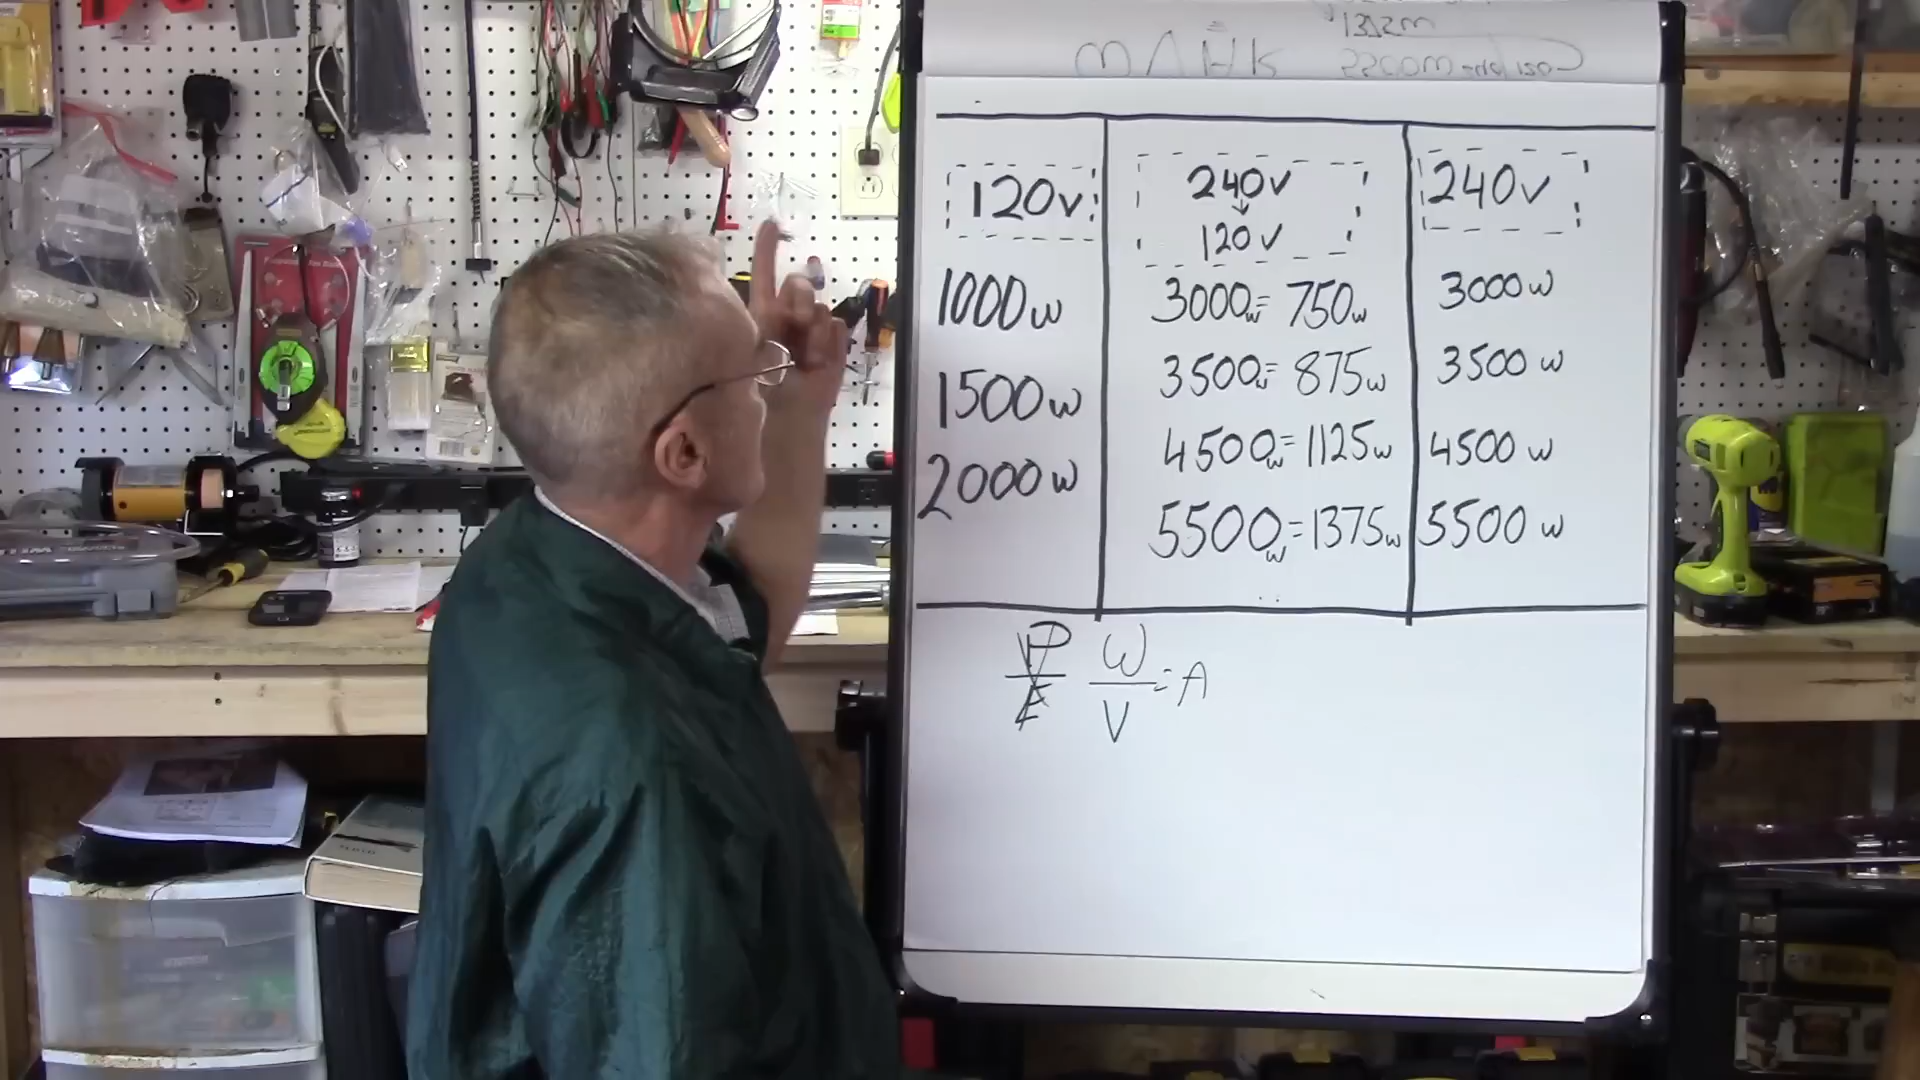 120v
1000w
1500w
2000w
240v
↓
120v
3000w = 750w
3500w = 875w
4500w = 1125w
5500w = 1375w
240v
3000w
3500w
4500w
5500w
W
V = A